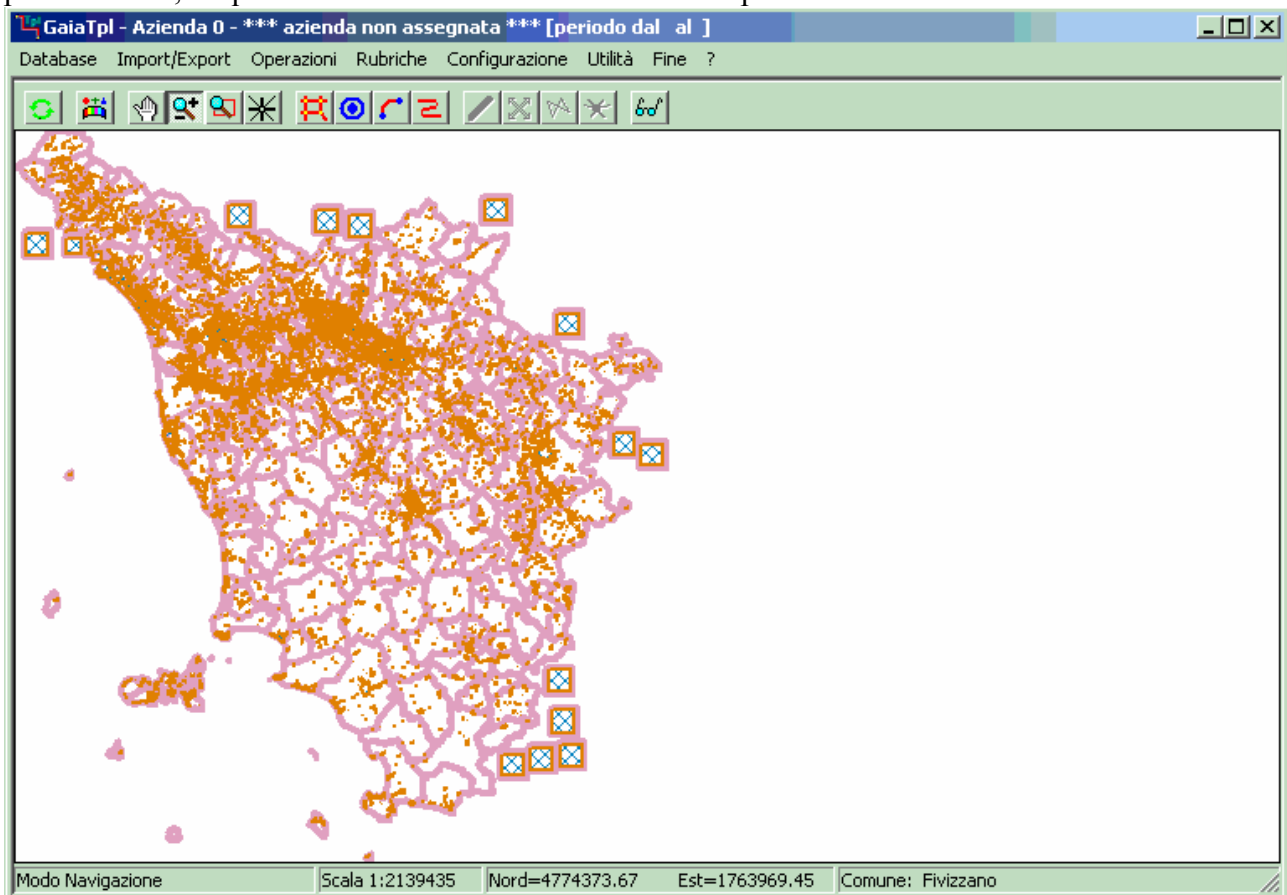 GaiaTpl - Azienda 0 - *** azienda non assegnata *** [periodo dal al ]
Database Import/Export Operazioni Rubriche Configurazione Utilità Fine ?
Modo Navigazione Scala 1:2139435 Nord=4774373.67 Est=1763969.45 Comune: Fivizzano